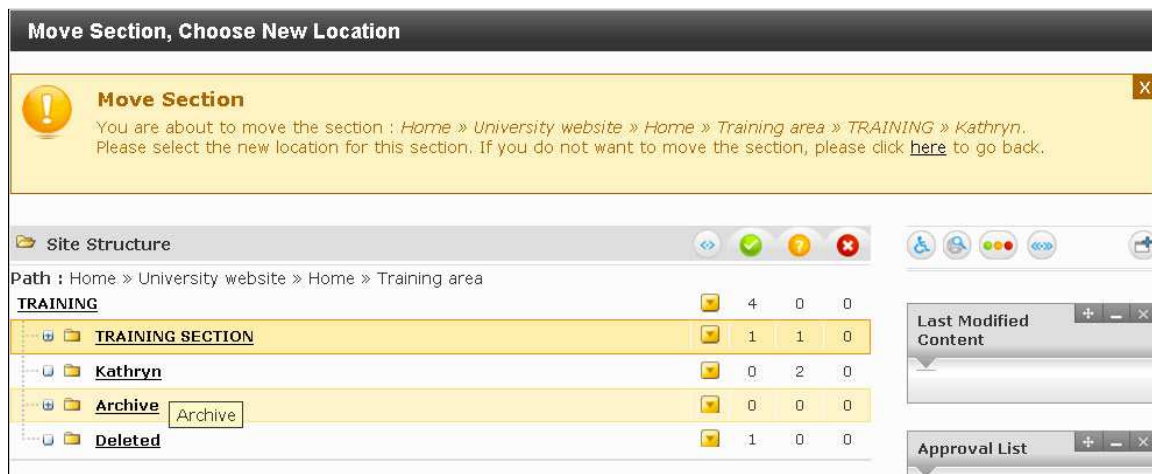 Move Section, Choose New Location
X
Move Section
You are about to move the section : Home » University website » Home » Training area » TRAINING » Kathryn.
Please select the new location for this section. If you do not want to move the section, please click here to go back.
Site Structure
Path : Home » University website » Home » Training area
TRAINING 4 0 0
TRAINING SECTION 1 1 0
Kathryn 0 2 0
Archive 0 0 0
Archive
Deleted 1 0 0
Last Modified
Content
Approval List